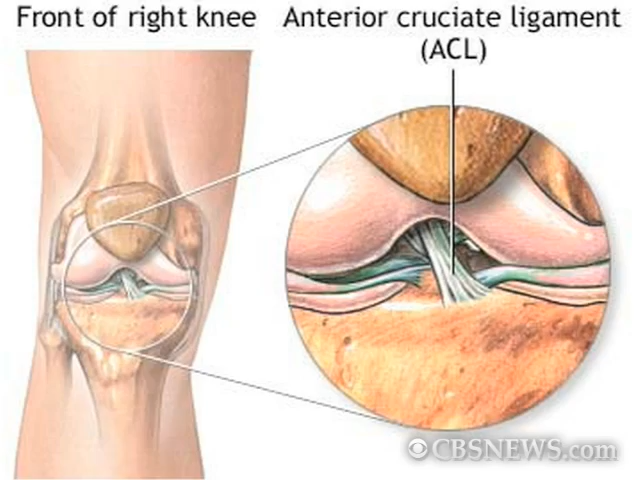 Front of right knee
Anterior cruciate ligament
(ACL)
CBSNEWS.com